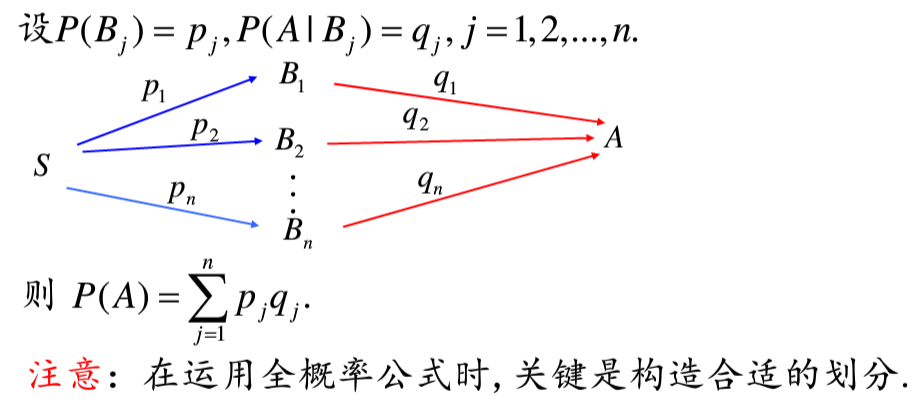 设P(B_j) = p_j, P(A|B_j) = q_j, j = 1,2,...,n.
p_1 B_1 q_1
p_2 B_2 q_2 A
S
⋮
p_n q_n
B_n
则 P(A) = \sum_{j=1}^{n} p_j q_j.
注意：在运用全概率公式时, 关键是构造合适的划分.